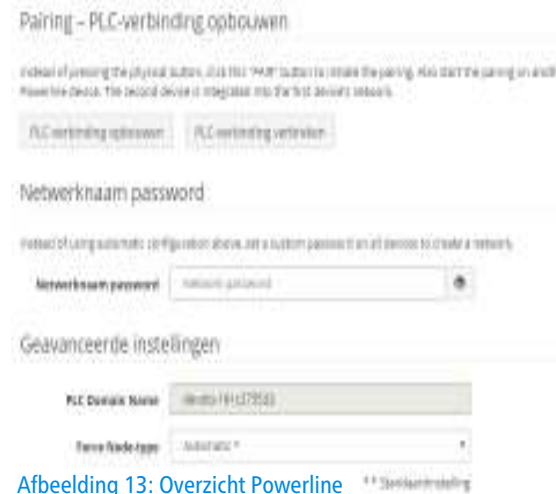 Pairing – PLC-verbinding opbouwen
Instead of pressing the physical button, click this "PAIR" button to initiate the pairing. Also start the pairing on
Powerline device. The second device is integrated into the first device's network.
PLC-verbinding opbouwen PLC-verbinding verbreken
Netwerknaam password
Instead of using automatic configuration above, set a custom password on all devices to create a network.
Netwerknaam password network password
Geavanceerde instellingen
PLC Domain Name
Force Node-type Automatic *
Afbeelding 13: Overzicht Powerline